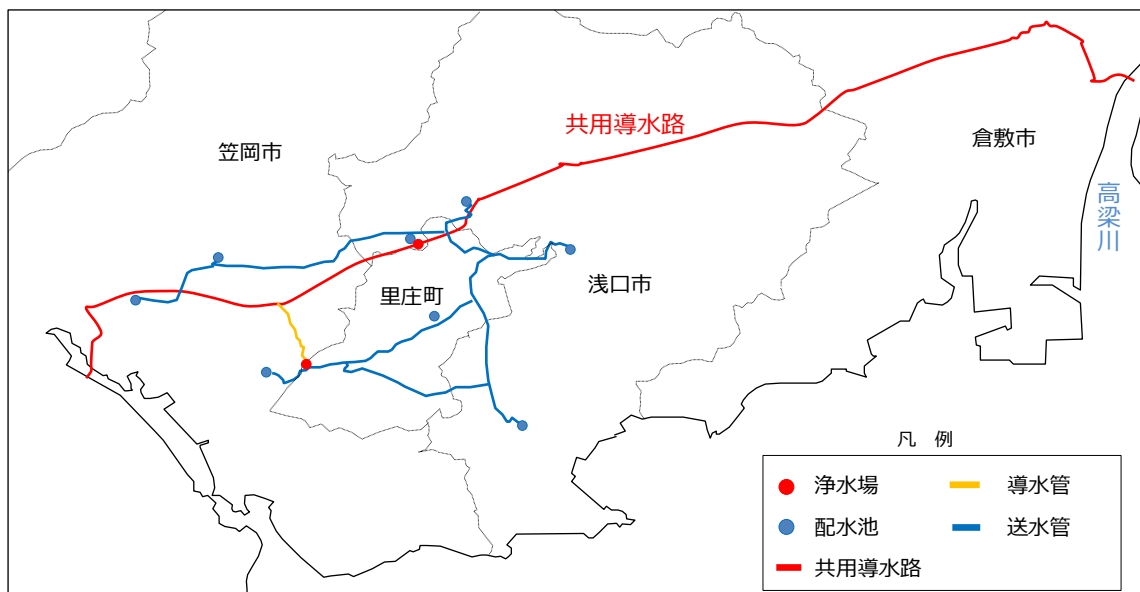 共用導水路
笠岡市
倉敷市
高梁川
里庄町
浅口市
凡 例
浄水場
導水管
配水池
送水管
共用導水路